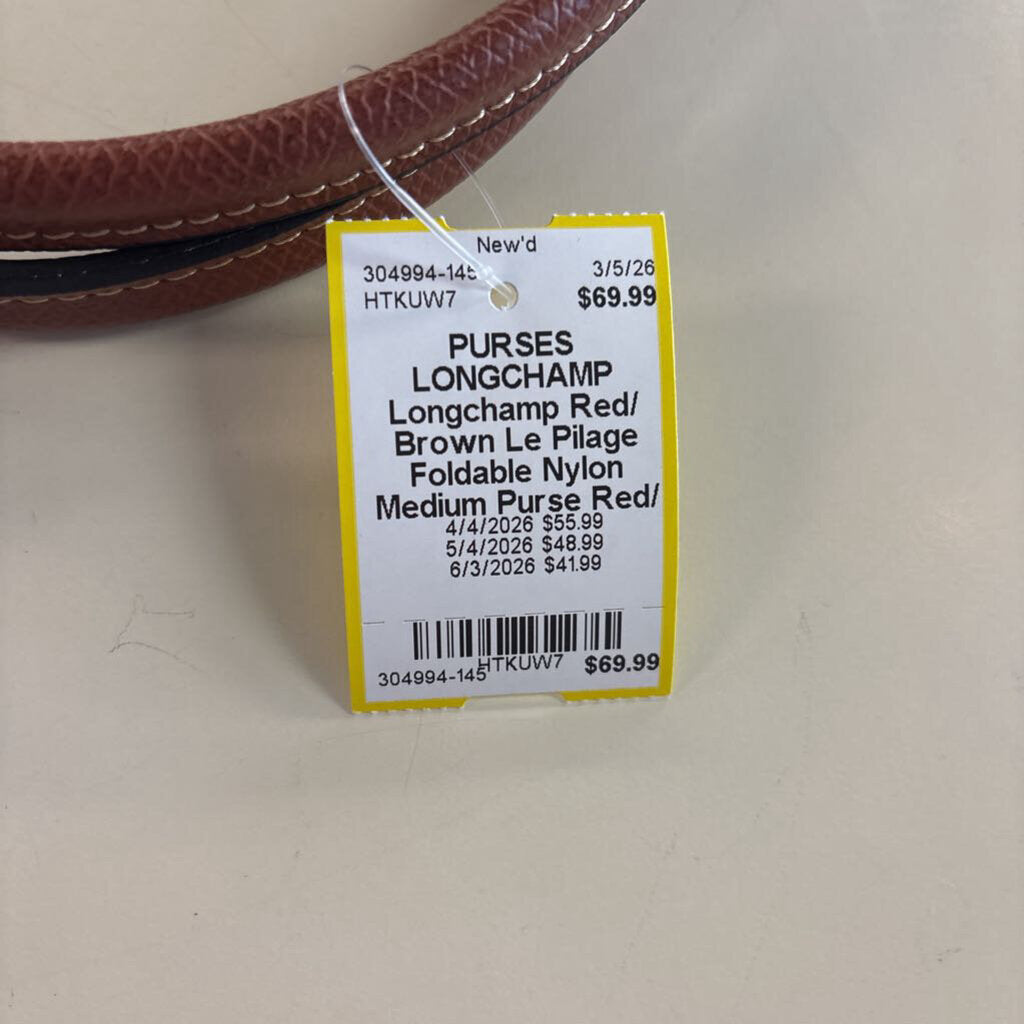 New'd
304994-145 3/5/26
HTKUW7 $69.99
PURSES
LONGCHAMP
Longchamp Red/
Brown Le Pilage
Foldable Nylon
Medium Purse Red/
4/4/2026 $55.99
5/4/2026 $48.99
6/3/2026 $41.99
304994-145 HTKUW7 $69.99